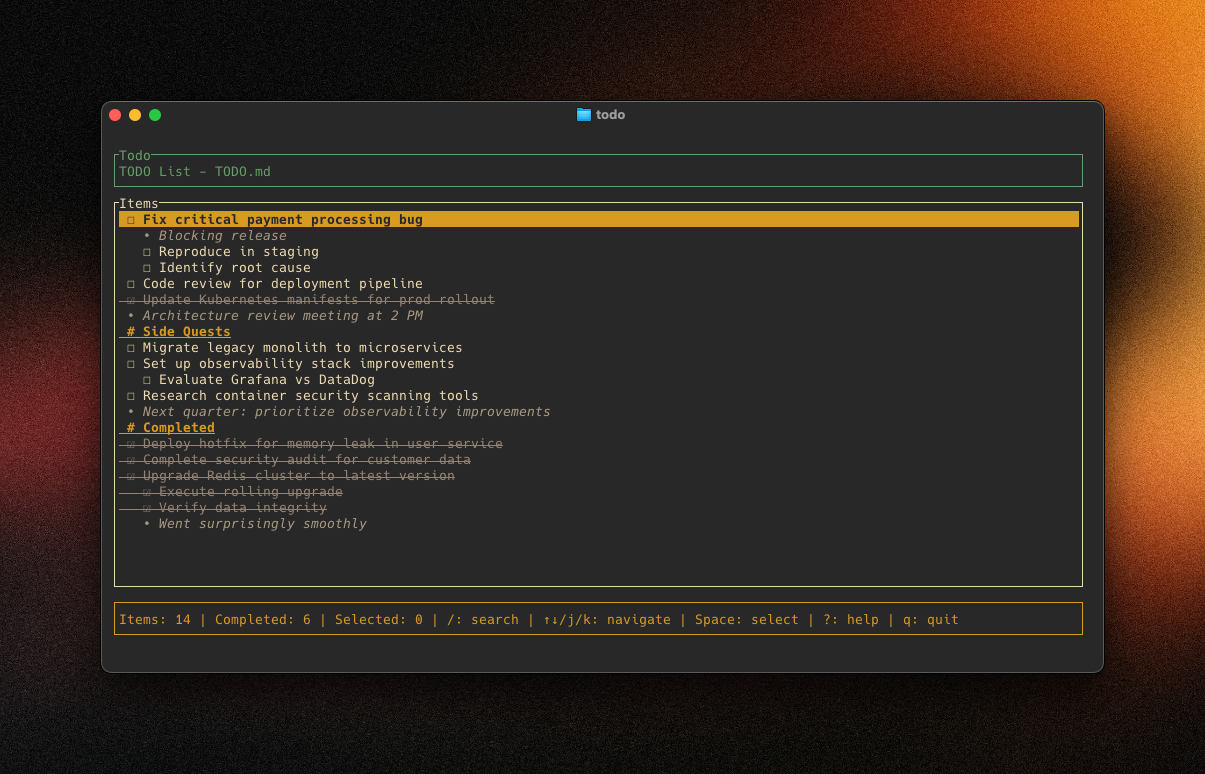 todo
Todo
TODO List - TODO.md
Items
☐ Fix critical payment processing bug
• Blocking release
☐ Reproduce in staging
☐ Identify root cause
☐ Code review for deployment pipeline
☑ Update Kubernetes manifests for prod rollout
• Architecture review meeting at 2 PM
# Side Quests
☐ Migrate legacy monolith to microservices
☐ Set up observability stack improvements
☐ Evaluate Grafana vs DataDog
☐ Research container security scanning tools
• Next quarter: prioritize observability improvements
# Completed
☑ Deploy hotfix for memory leak in user service
☑ Complete security audit for customer data
☑ Upgrade Redis cluster to latest version
☑ Execute rolling upgrade
☑ Verify data integrity
• Went surprisingly smoothly
Items: 14 | Completed: 6 | Selected: 0 | /: search | ↑↓/j/k: navigate | Space: select | ?: help | q: quit